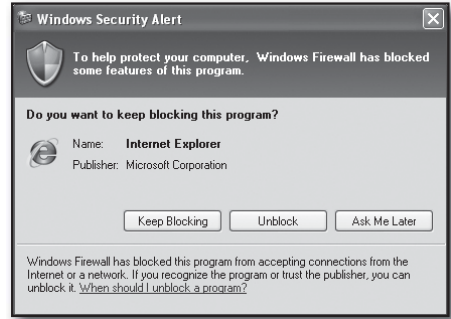 Windows Security Alert
To help protect your computer, Windows Firewall has blocked
some features of this program.
Do you want to keep blocking this program?
Name: Internet Explorer
Publisher: Microsoft Corporation
Keep Blocking Unblock Ask Me Later
Windows Firewall has blocked this program from accepting connections from the
Internet or a network. If you recognize the program or trust the publisher, you can
unblock it. When should I unblock a program?